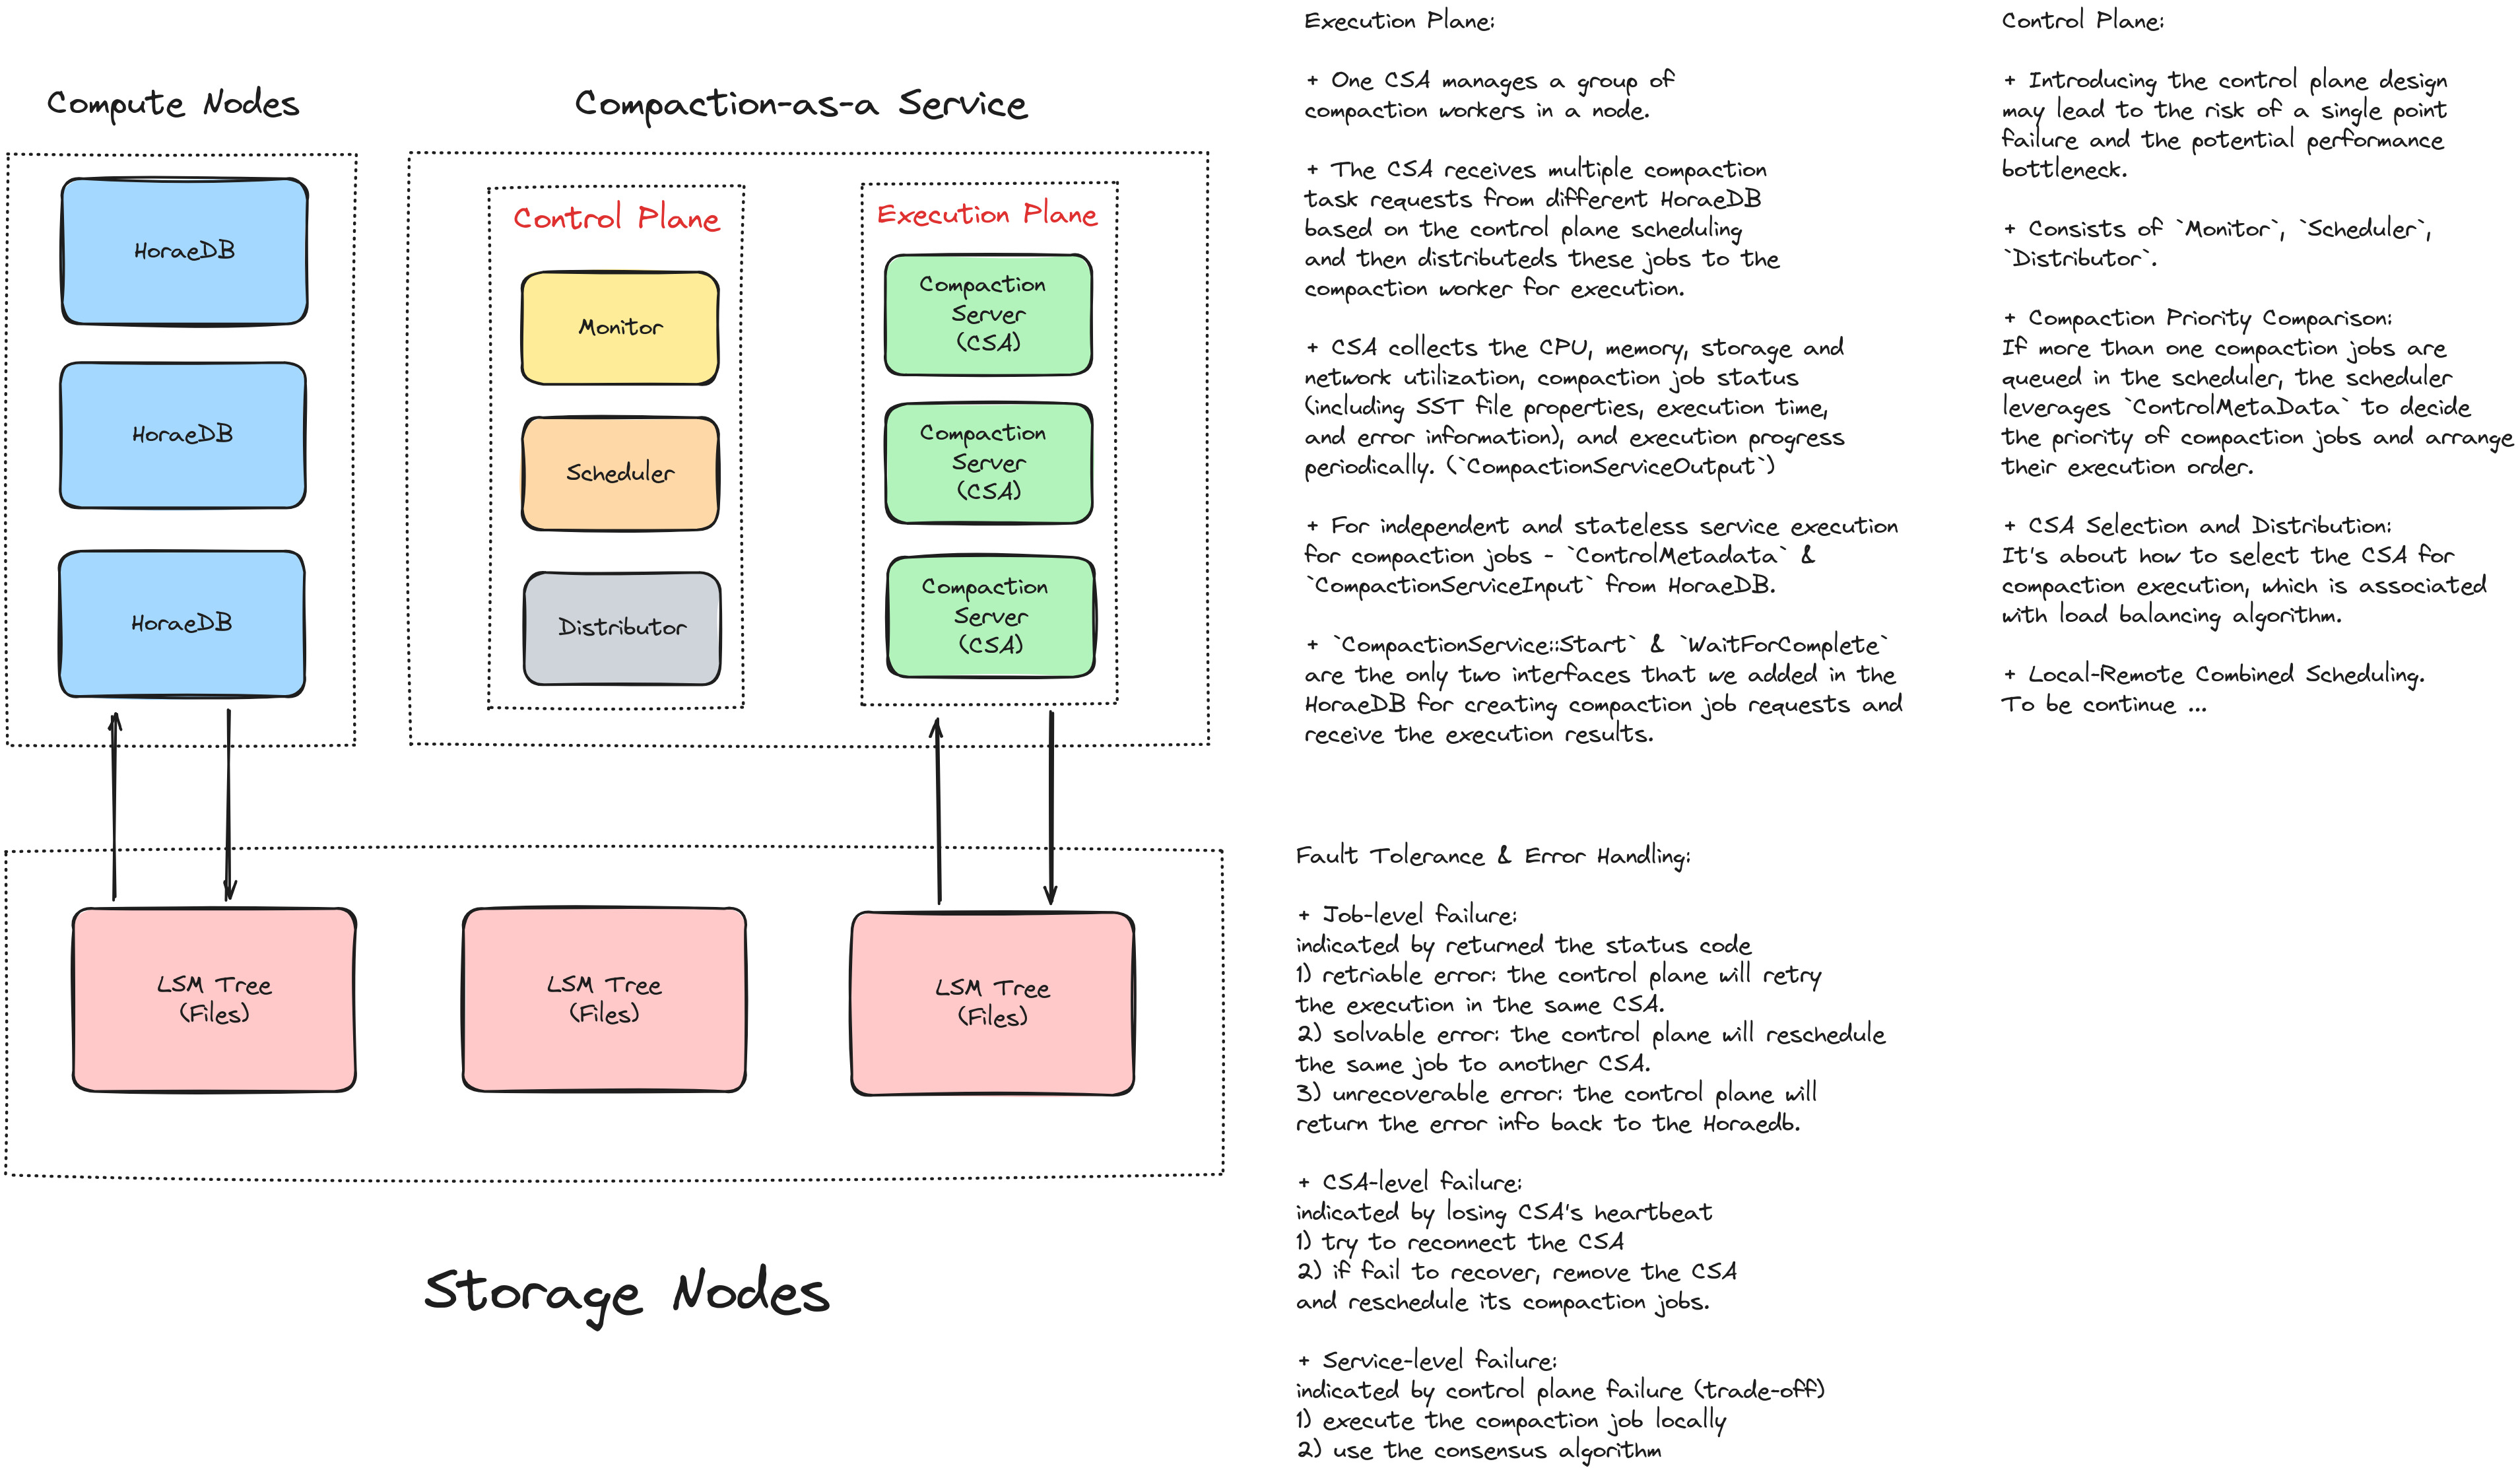 Compute Nodes
HoraeDB
HoraeDB
HoraeDB
Compaction-as-a Service
Control Plane
Monitor
Scheduler
Distributor
Execution Plane
Compaction
Server
(CSA)
Compaction
Server
(CSA)
Compaction
Server
(CSA)
LSM Tree
(Files)
LSM Tree
(Files)
LSM Tree
(Files)
Storage Nodes
Execution Plane:
+ One CSA manages a group of
compaction workers in a node.
+ The CSA receives multiple compaction
task requests from different HoraeDB
based on the control plane scheduling
and then distributeds these jobs to the
compaction worker for execution.
+ CSA collects the CPU, memory, storage and
network utilization, compaction job status
(including SST file properties, execution time,
and error information), and execution progress
periodically. (`CompactionServiceOutput`)
+ For independent and stateless service execution
for compaction jobs - `ControlMetadata` &
`CompactionServiceInput` from HoraeDB.
+ `CompactionService::Start` & `WaitForComplete`
are the only two interfaces that we added in the
HoraeDB for creating compaction job requests and
receive the execution results.
Control Plane:
+ Introducing the control plane design
may lead to the risk of a single point
failure and the potential performance
bottleneck.
+ Consists of `Monitor`, `Scheduler`,
`Distributor`.
+ Compaction Priority Comparison:
If more than one compaction jobs are
queued in the scheduler, the scheduler
leverages `ControlMetaData` to decide
the priority of compaction jobs and arrange
their execution order.
+ CSA Selection and Distribution:
It's about how to select the CSA for
compaction execution, which is associated
with load balancing algorithm.
+ Local-Remote Combined Scheduling.
To be continue ...
Fault Tolerance & Error Handling:
+ Job-level failure:
indicated by returned the status code
1) retriable error: the control plane will retry
the execution in the same CSA.
2) solvable error: the control plane will reschedule
the same job to another CSA.
3) unrecoverable error: the control plane will
return the error info back to the Horaedb.
+ CSA-level failure:
indicated by losing CSA's heartbeat
1) try to reconnect the CSA
2) if fail to recover, remove the CSA
and reschedule its compaction jobs.
+ Service-level failure:
indicated by control plane failure (trade-off)
1) execute the compaction job locally
2) use the consensus algorithm